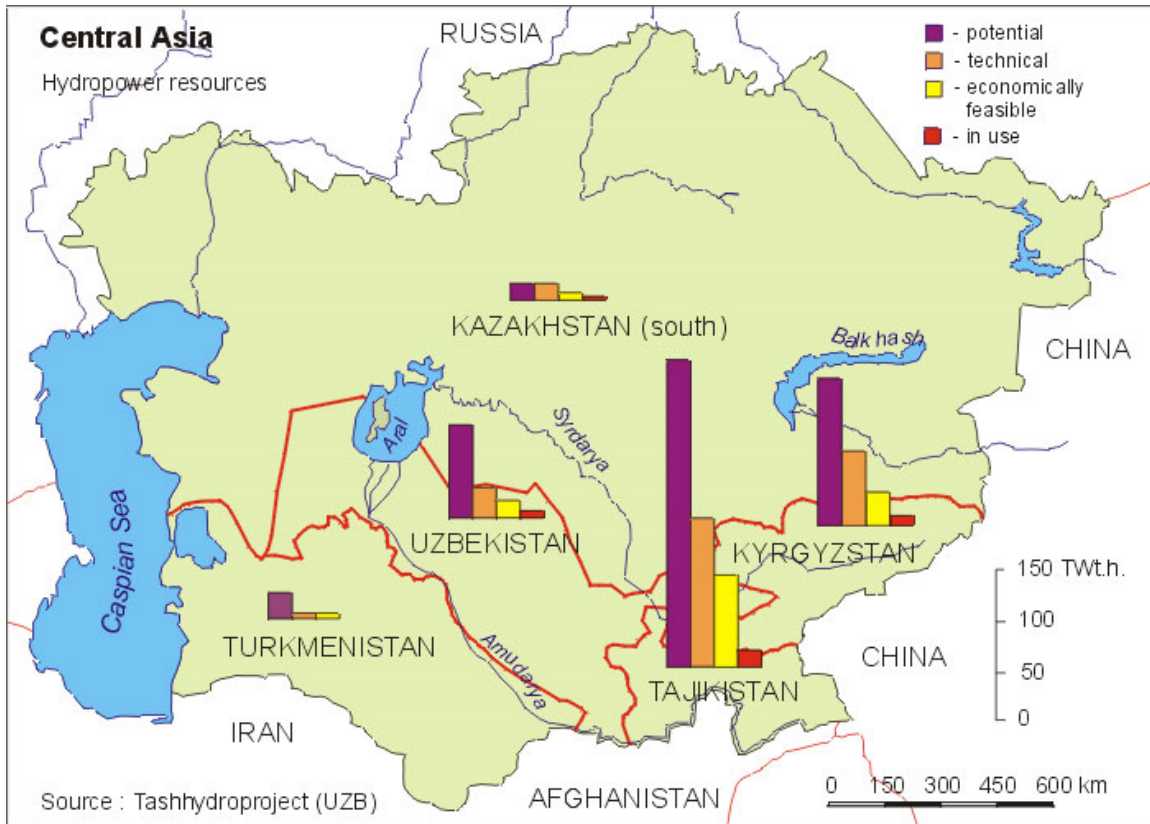 Central Asia
Hydropower resources
RUSSIA
- potential
- technical
- economically
feasible
- in use
KAZAKHSTAN (south)
Balkhash
CHINA
Aral
Syrdarya
Caspian Sea
UZBEKISTAN
KYRGYZSTAN
TURKMENISTAN
Amudarya
TAJIKISTAN
CHINA
150 TWt.h.
100
50
0
IRAN
AFGHANISTAN
Source : Tashhydroproject (UZB)
0 150 300 450 600 km